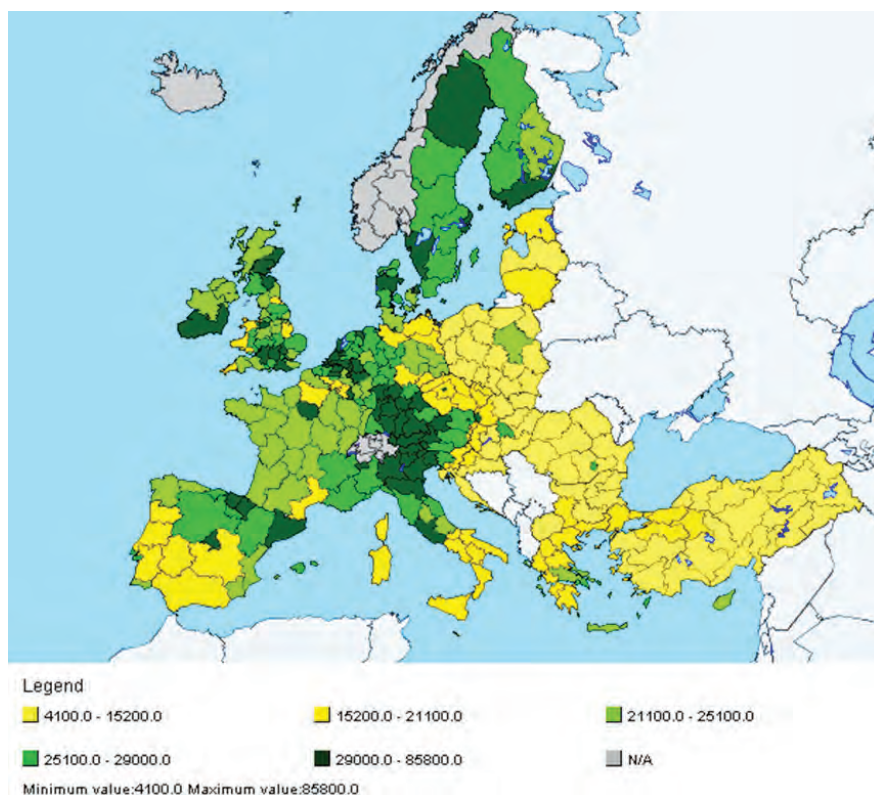 Legend
4100.0 - 15200.0 15200.0 - 21100.0 21100.0 - 25100.0
25100.0 - 29000.0 29000.0 - 85800.0 N/A
Minimum value:4100.0 Maximum value:85800.0